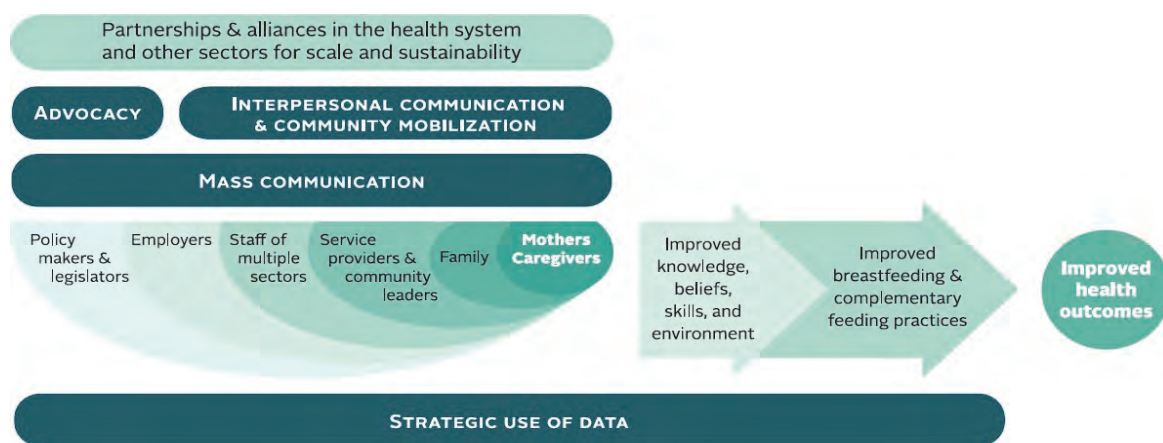 Partnerships & alliances in the health system
and other sectors for scale and sustainability
ADVOCACY
INTERPERSONAL COMMUNICATION
& COMMUNITY MOBILIZATION
MASS COMMUNICATION
Policy
makers &
legislators
Employers
Staff of
multiple
sectors
Service
providers &
community
leaders
Family
Mothers
Caregivers
Improved
knowledge,
beliefs,
skills, and
environment
Improved
breastfeeding &
complementary
feeding practices
Improved
health
outcomes
STRATEGIC USE OF DATA